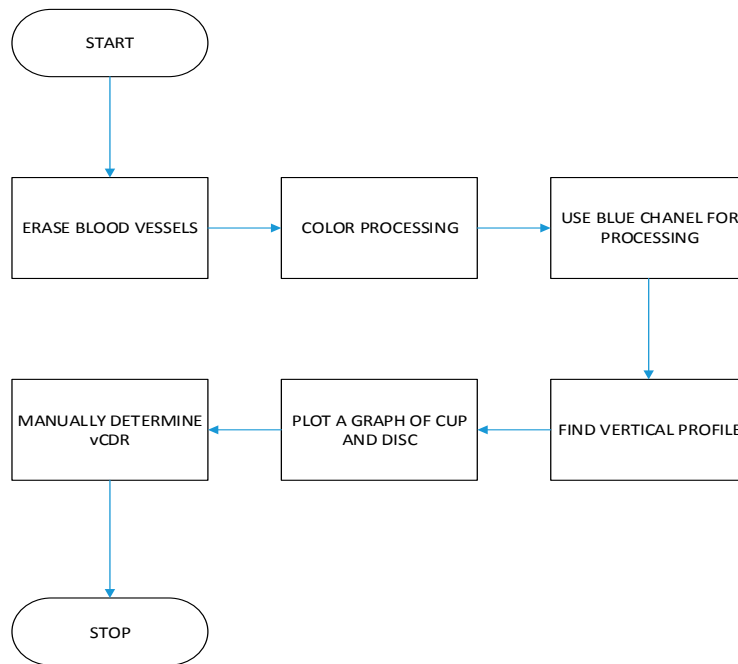 START
ERASE BLOOD VESSELS
COLOR PROCESSING
USE BLUE CHANEL FOR
PROCESSING
MANUALLY DETERMINE
vCDR
PLOT A GRAPH OF CUP
AND DISC
FIND VERTICAL PROFILE
STOP